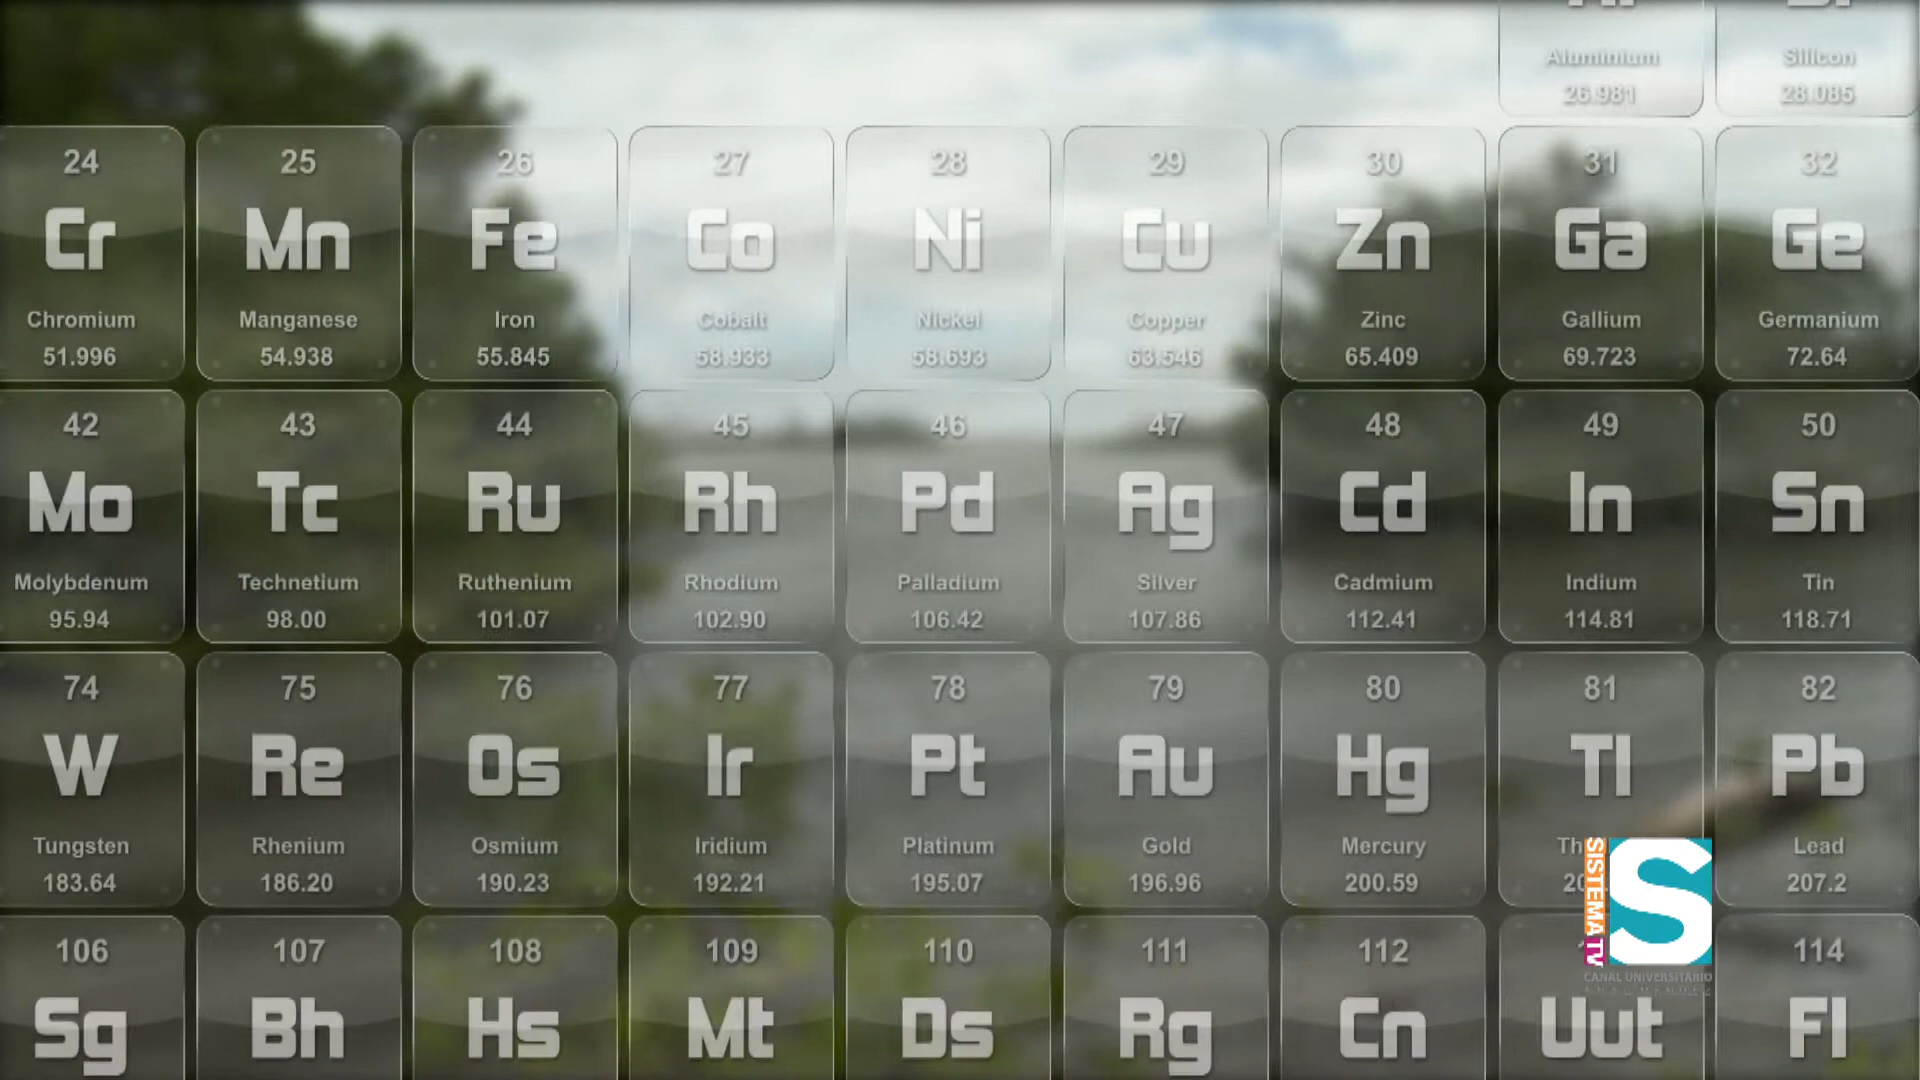 Aluminium Silicon
26.981 28.085
24 25 26 27 28 29 30 31 32
Cr Mn Fe Co Ni Cu Zn Ga Ge
Chromium Manganese Iron Cobalt Nickel Copper Zinc Gallium Germanium
51.996 54.938 55.845 58.933 58.693 63.546 65.409 69.723 72.64
42 43 44 45 46 47 48 49 50
Mo Tc Ru Rh Pd Ag Cd In Sn
Molybdenum Technetium Ruthenium Rhodium Palladium Silver Cadmium Indium Tin
95.94 98.00 101.07 102.90 106.42 107.86 112.41 114.81 118.71
74 75 76 77 78 79 80 81 82
W Re Os Ir Pt Au Hg Tl Pb
Tungsten Rhenium Osmium Iridium Platinum Gold Mercury Lead
183.64 186.20 190.23 192.21 195.07 196.96 200.59 207.2
106 107 108 109 110 111 112 114
Sg Bh Hs Mt Ds Rg Cn Uut Fl
SISTEMA TV
S
CANAL UNIVERSITARIO
ANA G. MÉNDEZ